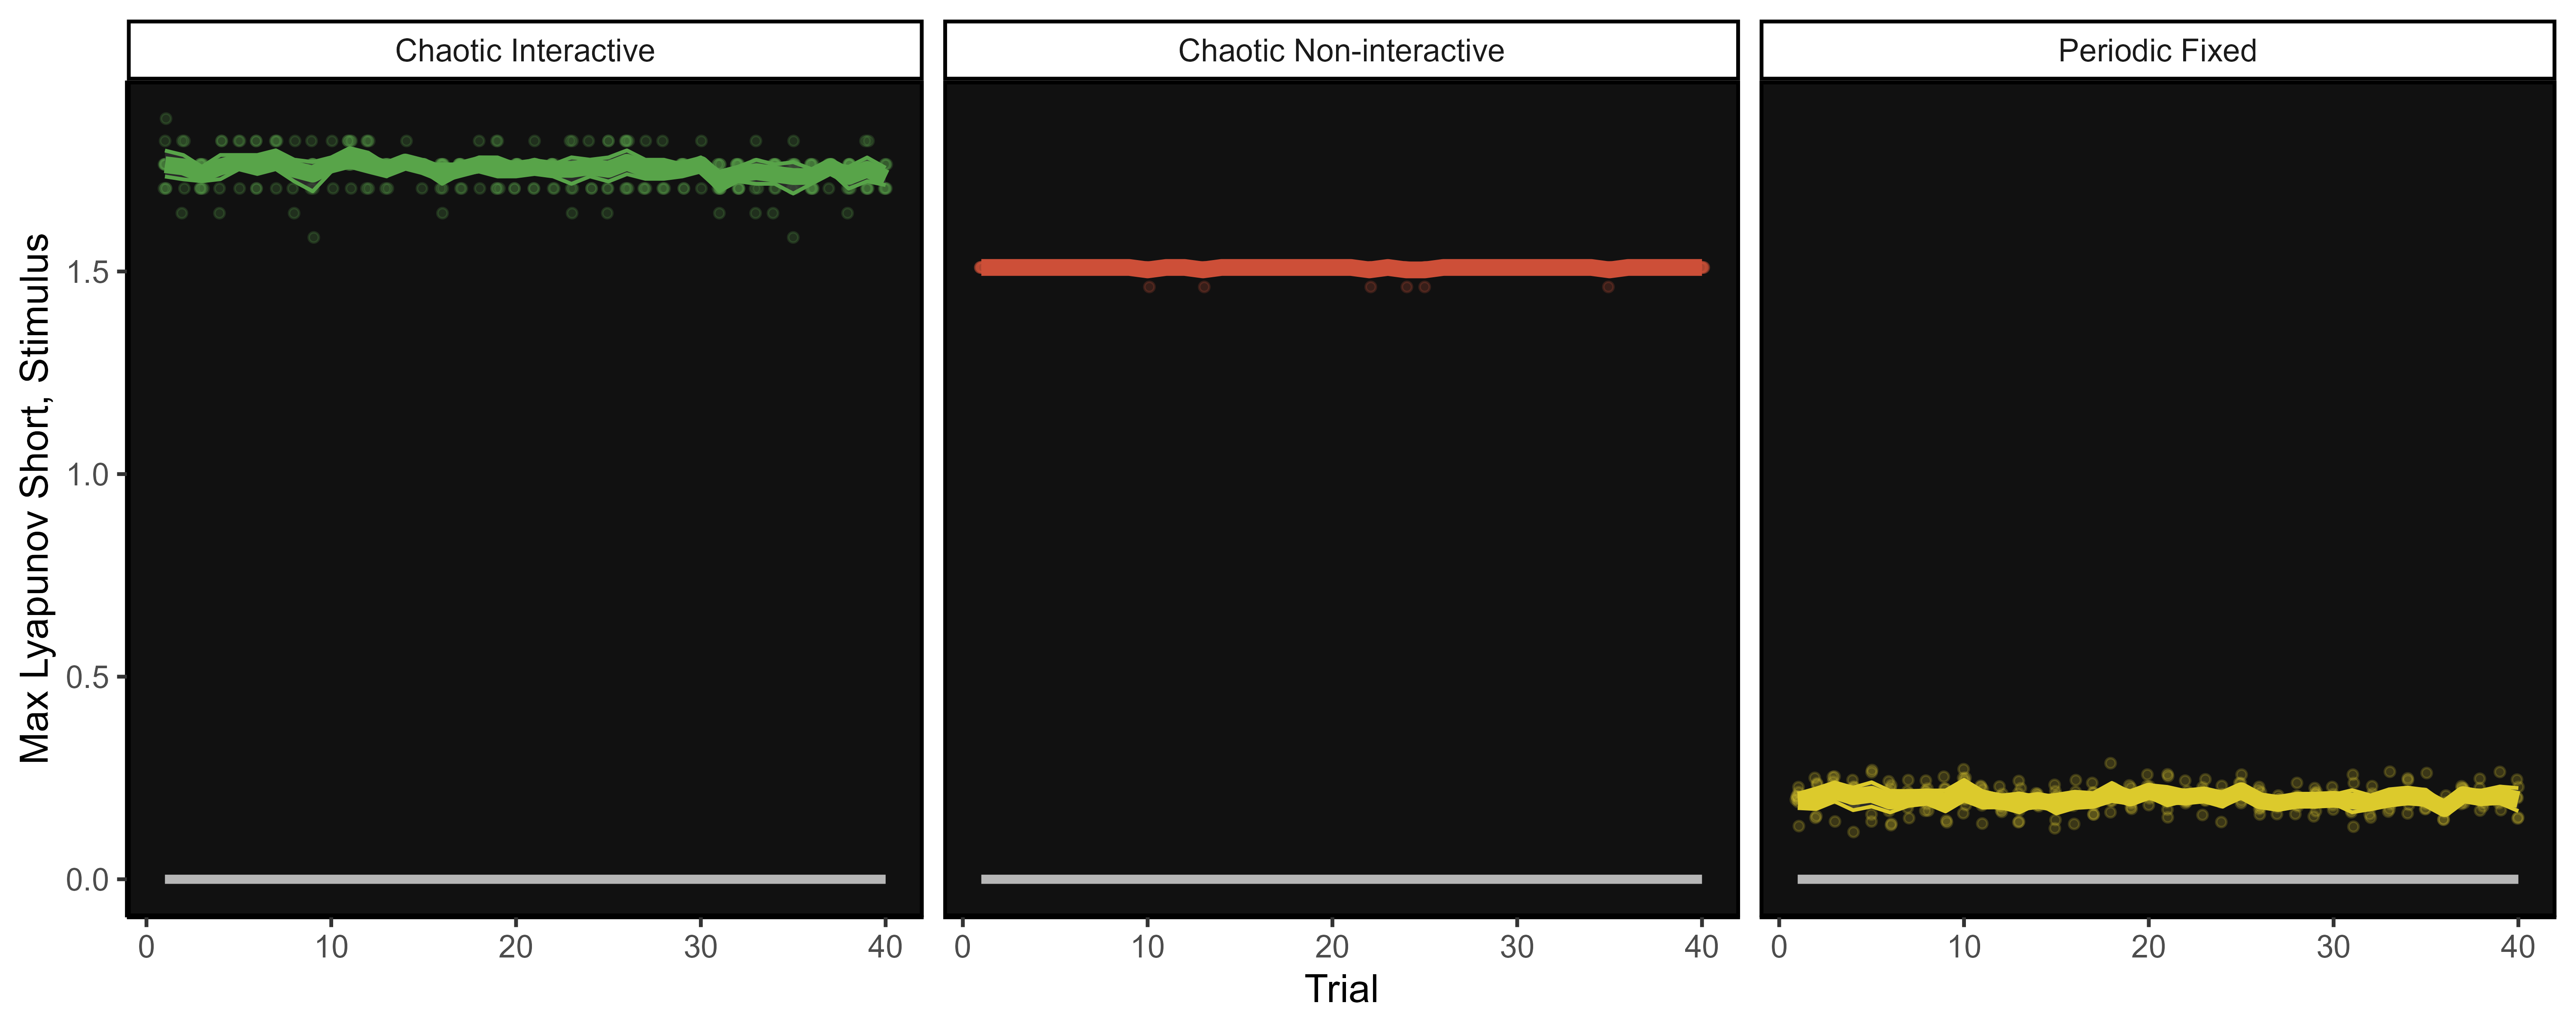 Chaotic Interactive
Chaotic Non-interactive
Periodic Fixed
Max Lyapunov Short, Stimulus
1.5
1.0
0.5
0.0
0 10 20 30 40
0 10 20 30 40
0 10 20 30 40
Trial